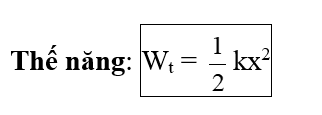 Thế năng: Wₜ = 1/2 kx²